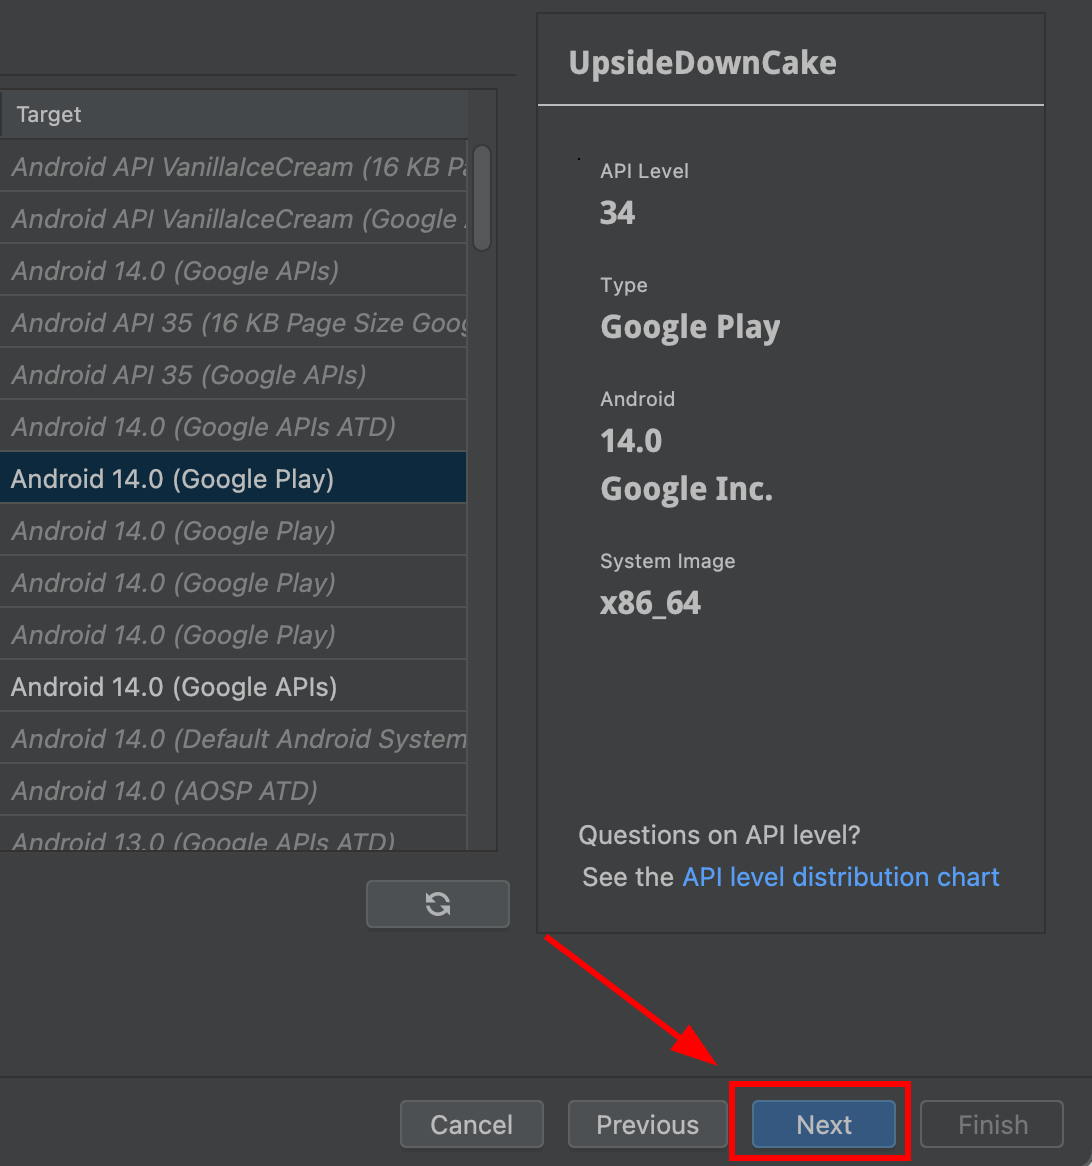 Target
Android API VanillaIceCream (16 KB Pa
Android API VanillaIceCream (Google A
Android 14.0 (Google APIs)
Android API 35 (16 KB Page Size Goog
Android API 35 (Google APIs)
Android 14.0 (Google APIs ATD)
Android 14.0 (Google Play)
Android 14.0 (Google Play)
Android 14.0 (Google Play)
Android 14.0 (Google Play)
Android 14.0 (Google APIs)
Android 14.0 (Default Android System
Android 14.0 (AOSP ATD)
Android 13.0 (Google APIs ATD)
UpsideDownCake
API Level
34
Type
Google Play
Android
14.0
Google Inc.
System Image
x86_64
Questions on API level?
See the API level distribution chart
Cancel
Previous
Next
Finish